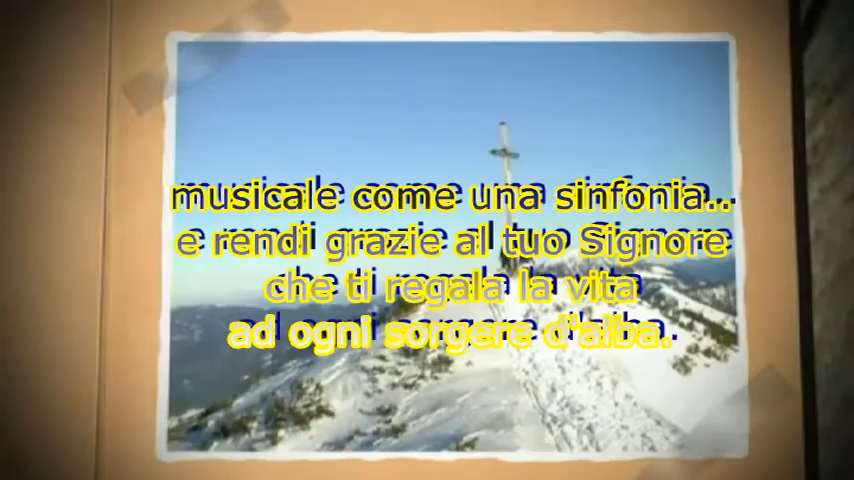 musicale come una sinfonia...
e rendi grazie al tuo Signore
che ti regala la vita
ad ogni sorgere d'alba.